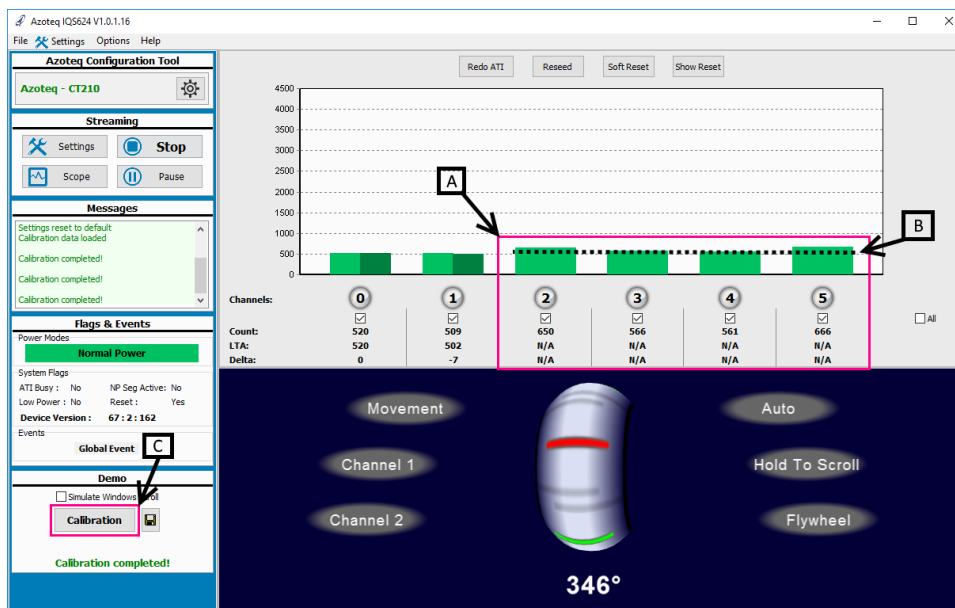 Azoteq IQS624 V1.0.1.16
File Settings Options Help
Azoteq Configuration Tool
Azoteq - CT210
Streaming
Settings Stop
Scope Pause
Messages
Settings reset to default
Calibration data loaded
Calibration completed!
Calibration completed!
Calibration completed!
Flags & Events
Power Modes
Normal Power
System Flags
ATI Busy : No NP Seg Active: No
Low Power : No Reset : Yes
Device Version : 67 : 2 : 162
Events
Global Event
C
Demo
Simulate Windows
Calibration
Calibration completed!
Redo ATI Reseed Soft Reset Show Reset
4500
4000
3500
3000
2500
2000
1500
1000
500
0
A
B
Channels: 0 1 2 3 4 5
All
Count: 520 509 650 566 561 666
LTA: 520 502 N/A N/A N/A N/A
Delta: 0 -7 N/A N/A N/A N/A
Movement Auto
Channel 1 Hold To Scroll
Channel 2 Flywheel
346°